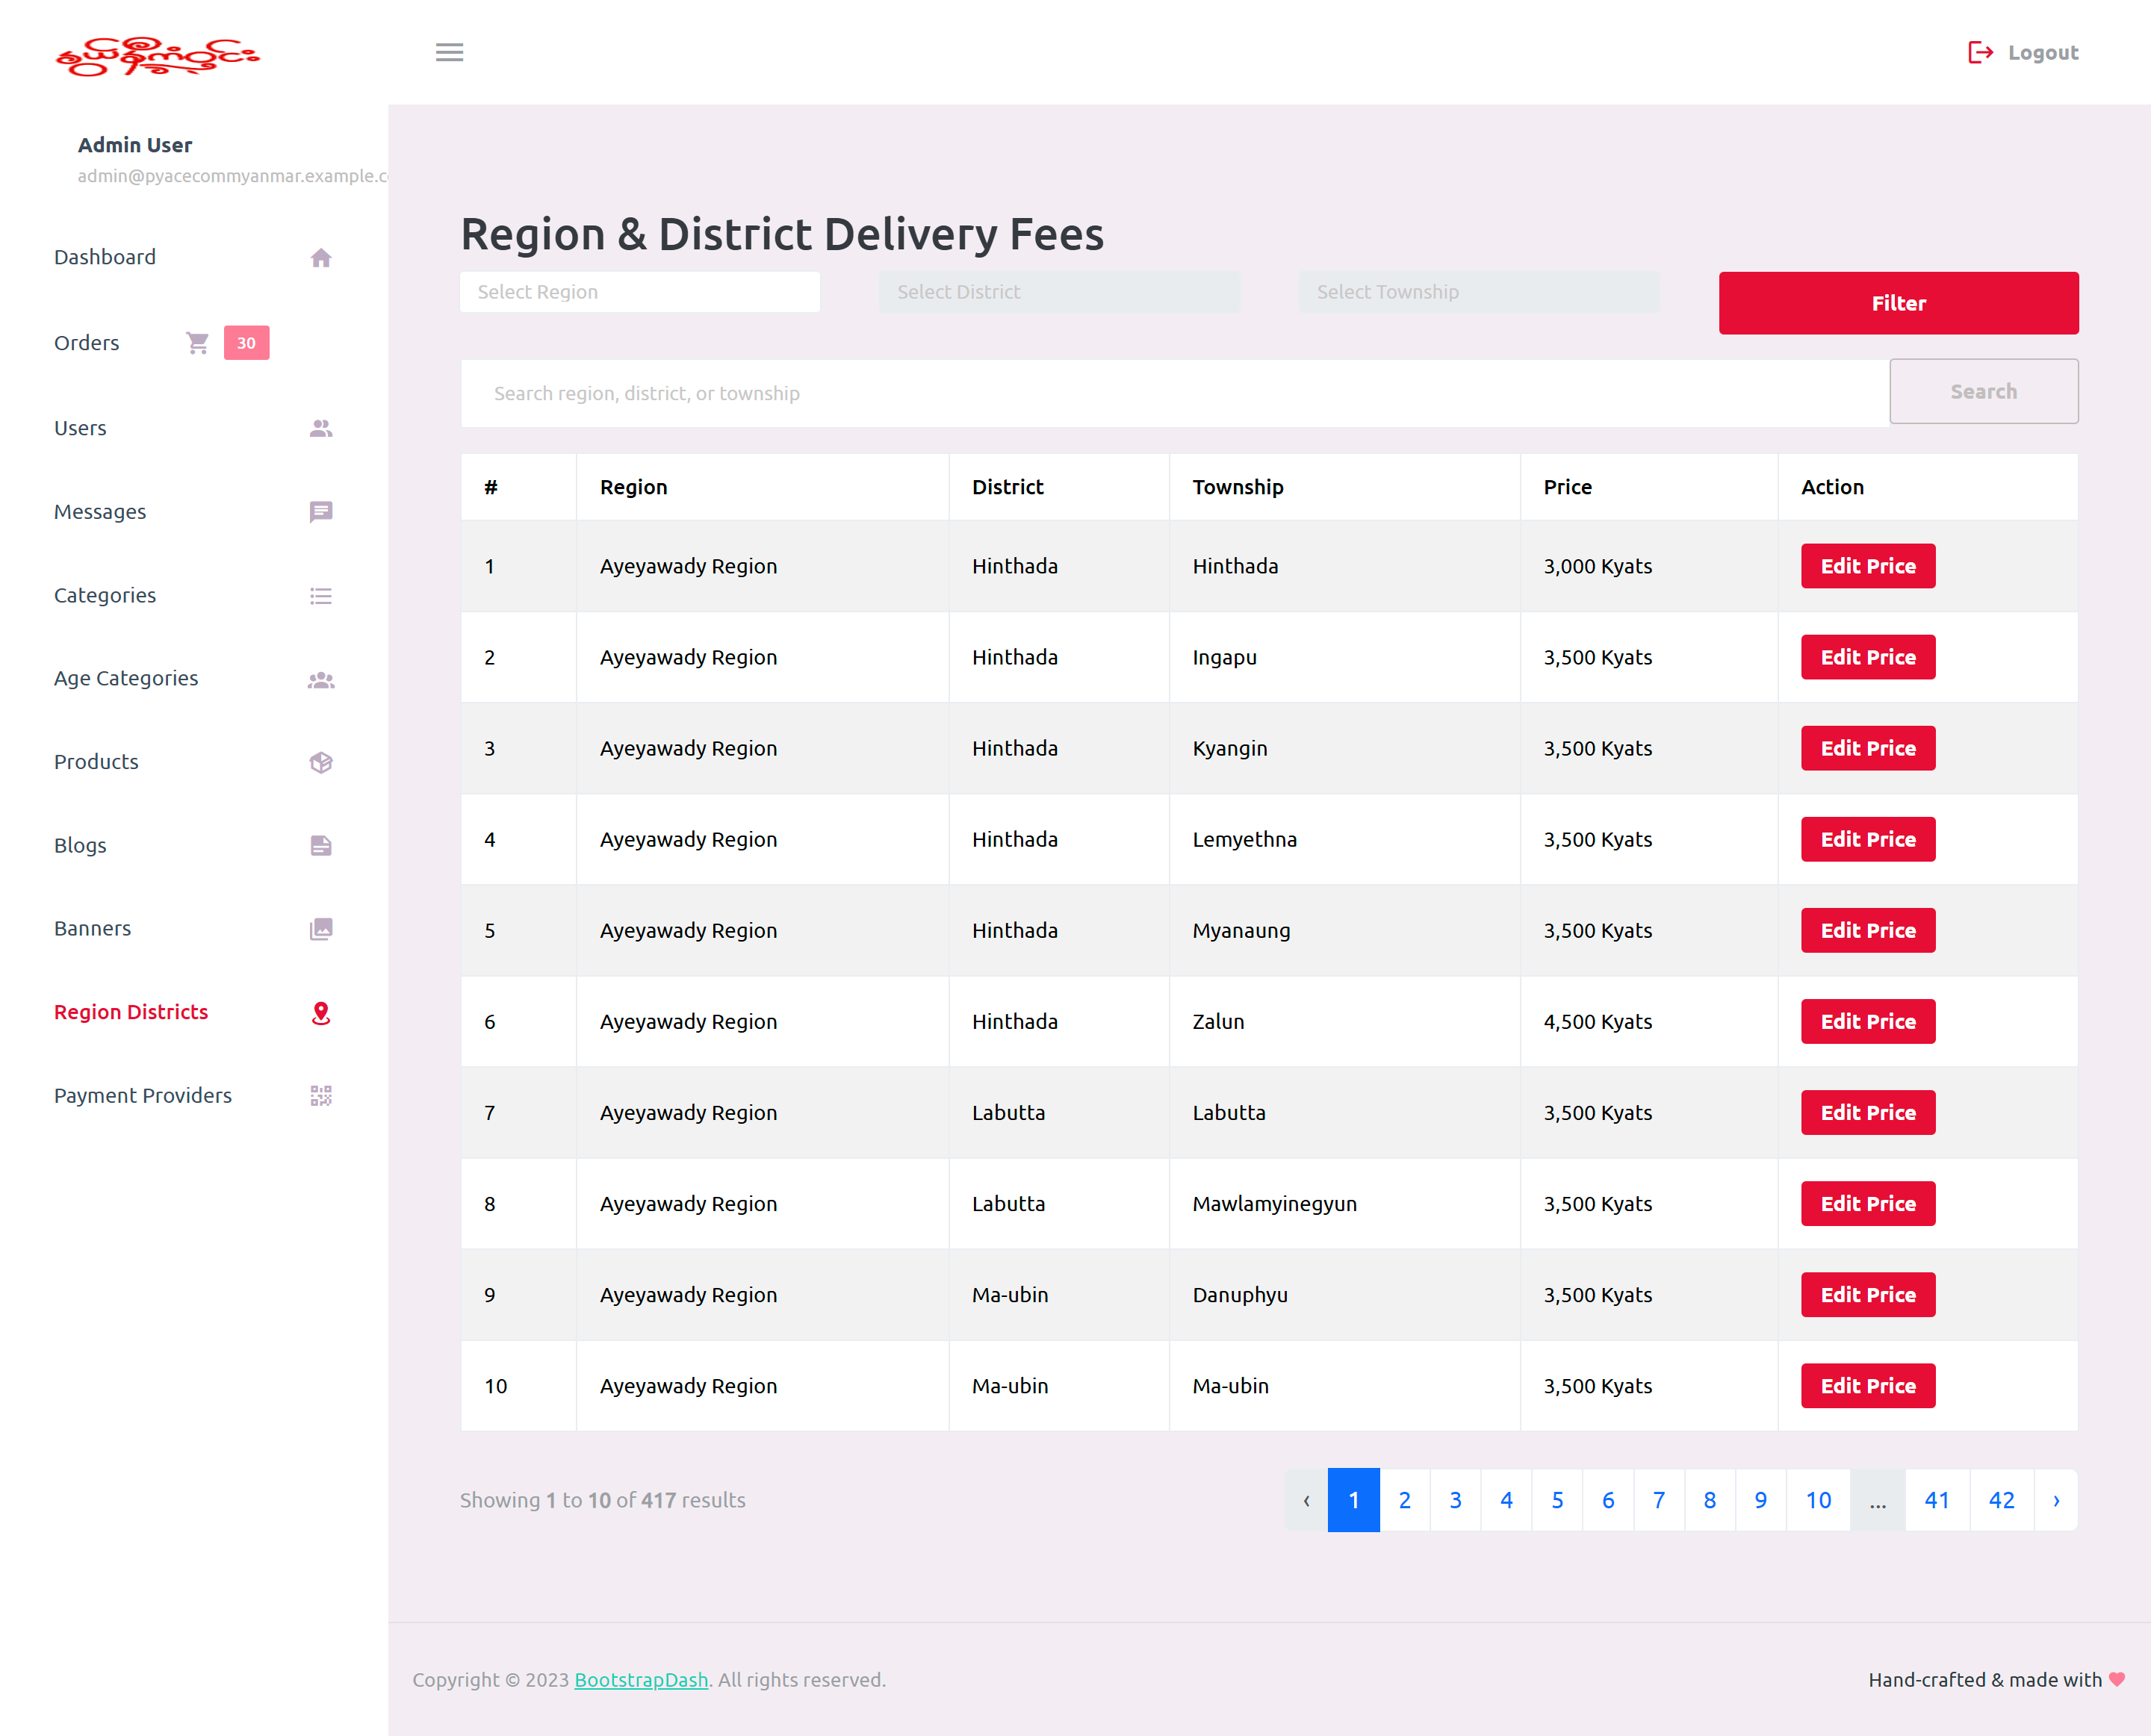 Logout
Admin User
admin@pyacecommyanmar.example.c
Dashboard
Orders 30
Users
Messages
Categories
Age Categories
Products
Blogs
Banners
Region Districts
Payment Providers
Region & District Delivery Fees
Select Region Select District Select Township Filter
Search region, district, or township Search
# Region District Township Price Action
1 Ayeyawady Region Hinthada Hinthada 3,000 Kyats Edit Price
2 Ayeyawady Region Hinthada Ingapu 3,500 Kyats Edit Price
3 Ayeyawady Region Hinthada Kyangin 3,500 Kyats Edit Price
4 Ayeyawady Region Hinthada Lemyethna 3,500 Kyats Edit Price
5 Ayeyawady Region Hinthada Myanaung 3,500 Kyats Edit Price
6 Ayeyawady Region Hinthada Zalun 4,500 Kyats Edit Price
7 Ayeyawady Region Labutta Labutta 3,500 Kyats Edit Price
8 Ayeyawady Region Labutta Mawlamyinegyun 3,500 Kyats Edit Price
9 Ayeyawady Region Ma-ubin Danuphyu 3,500 Kyats Edit Price
10 Ayeyawady Region Ma-ubin Ma-ubin 3,500 Kyats Edit Price
Showing 1 to 10 of 417 results ‹ 1 2 3 4 5 6 7 8 9 10 ... 41 42 ›
Copyright © 2023 BootstrapDash. All rights reserved. Hand-crafted & made with